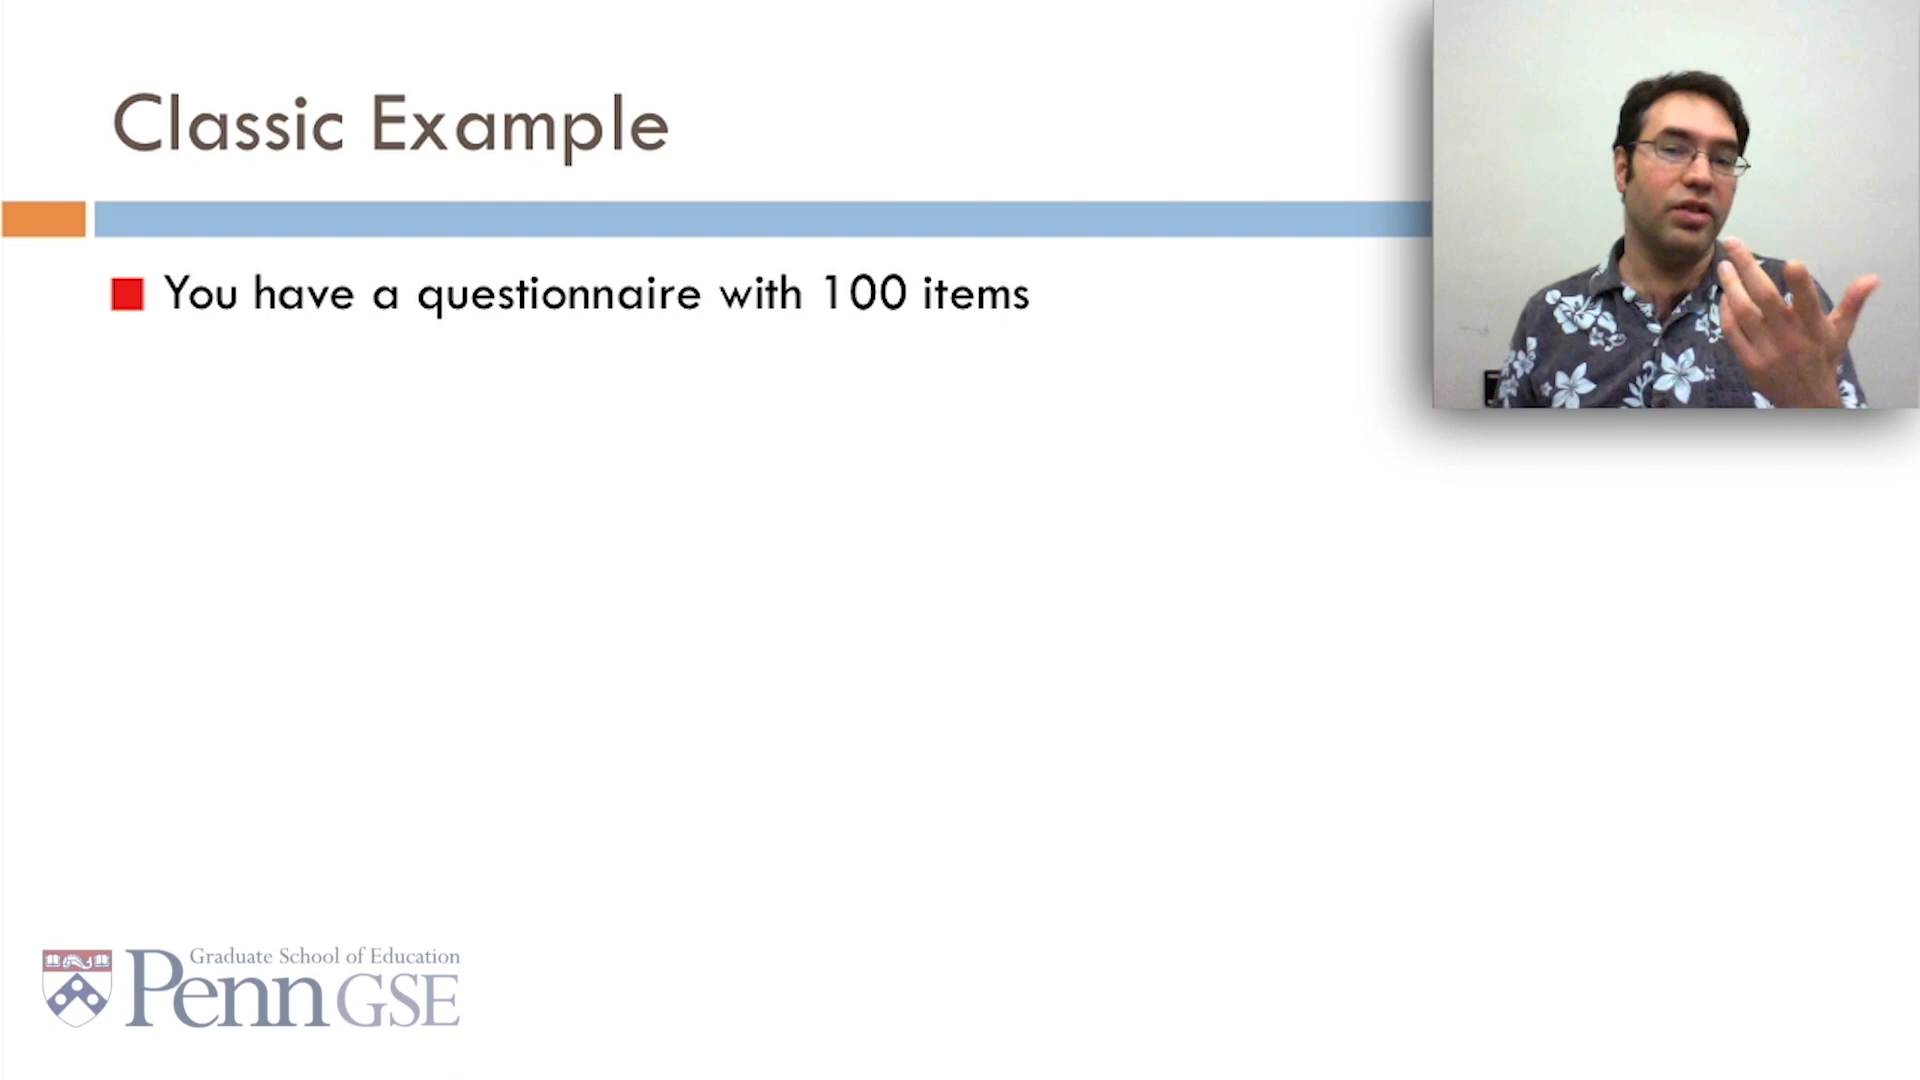 Classic Example
You have a questionnaire with 100 items
Graduate School of Education
Penn GSE